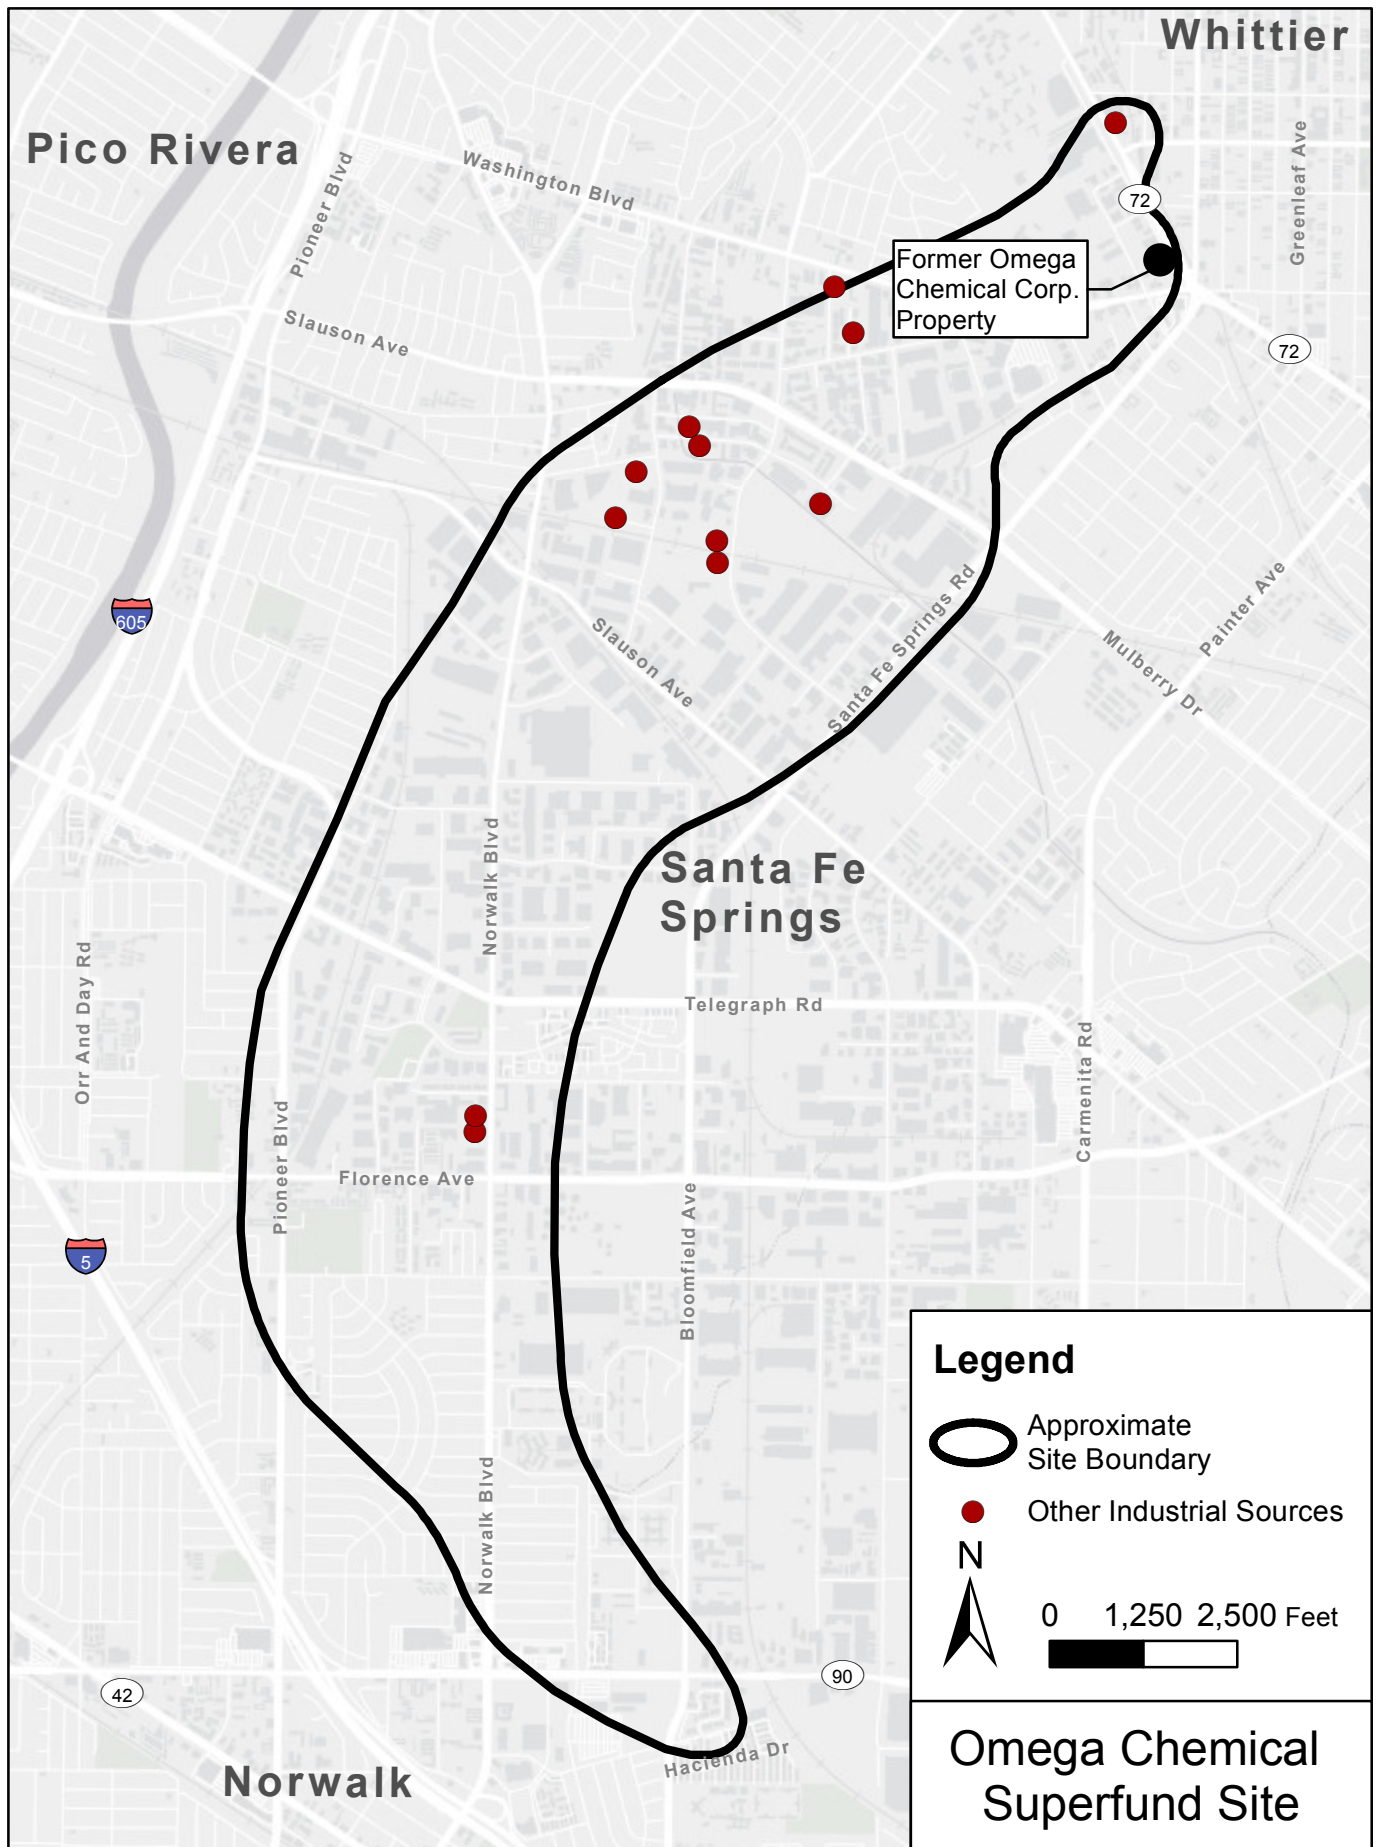 Whittier
Pico Rivera
Washington Blvd
Pioneer Blvd
Greenleaf Ave
72
Former Omega
Chemical Corp.
Property
Slauson Ave
72
605
Slauson Ave
Santa Fe Springs Rd
Painter Ave
Mulberry Dr
Norwalk Blvd
Santa Fe
Springs
Orr And Day Rd
Telegraph Rd
Carmenita Rd
Pioneer Blvd
Florence Ave
Bloomfield Ave
5
Norwalk Blvd
42
90
Hacienda Dr
Norwalk
Legend
Approximate
Site Boundary
Other Industrial Sources
N
0 1,250 2,500 Feet
Omega Chemical
Superfund Site